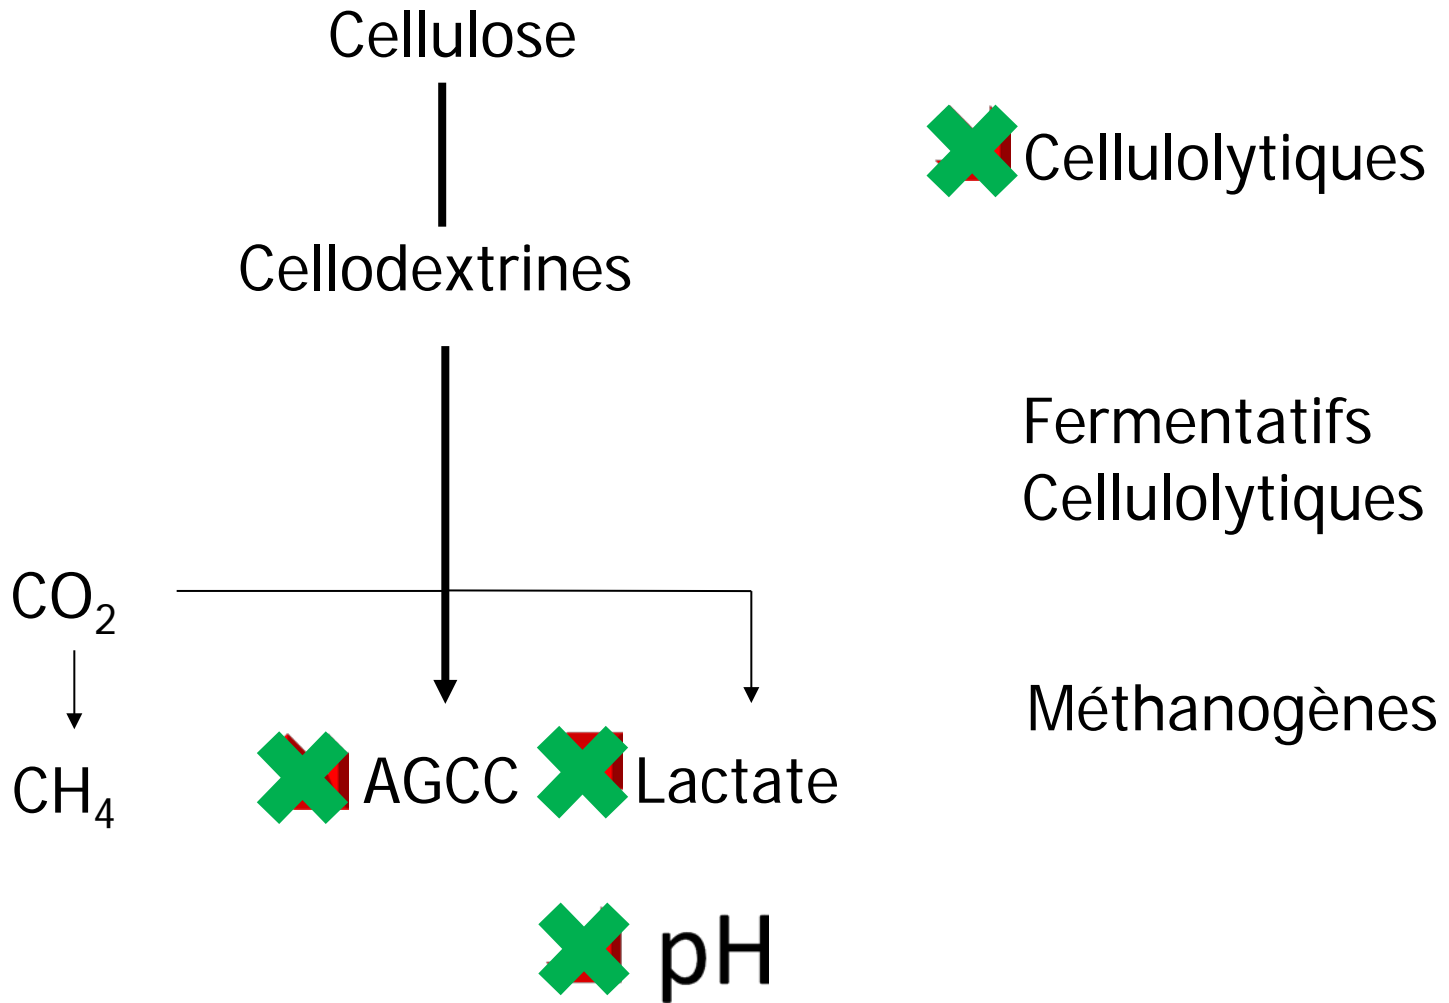 Cellulose
Cellulolytiques
Cellodextrines
Fermentatifs
Cellulolytiques
CO₂
Méthanogènes
CH₄
AGCC
Lactate
pH